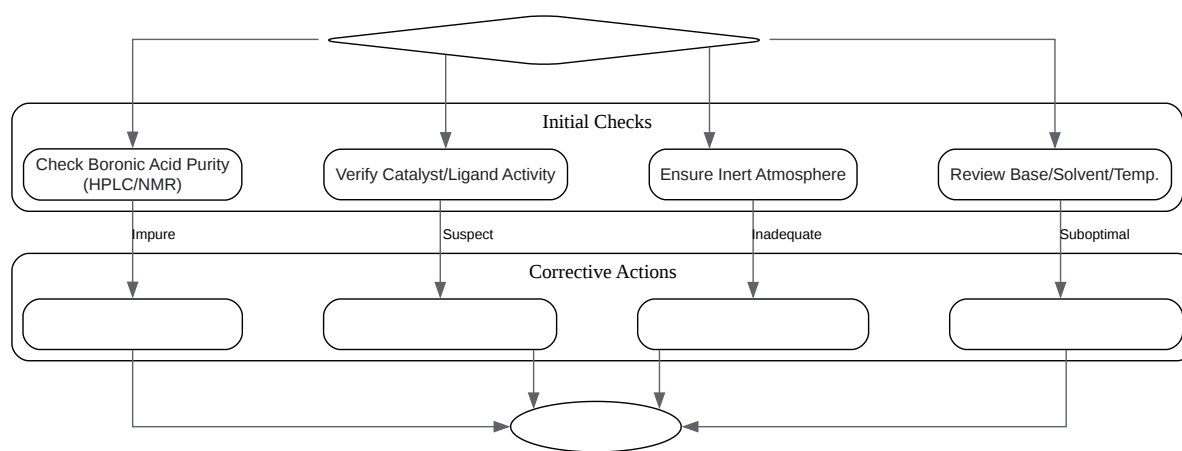 Initial Checks
Check Boronic Acid Purity
(HPLC/NMR)
Verify Catalyst/Ligand Activity
Ensure Inert Atmosphere
Review Base/Solvent/Temp.
Impure
Suspect
Inadequate
Suboptimal
Corrective Actions